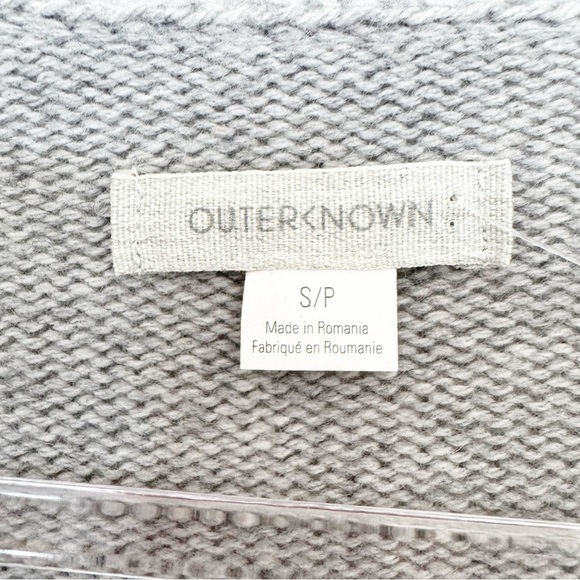 OUTERKNOWN
S/P
Made in Romania
Fabriqué en Roumanie